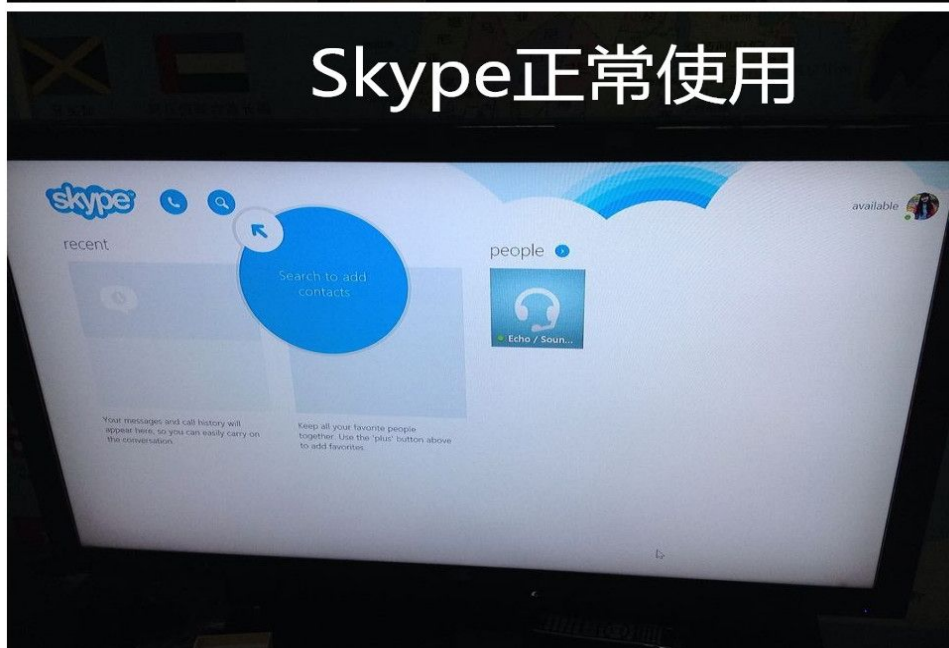 Skype正常使用
skype
available
recent
people
Search to add
contacts
Echo / Soun...
Your messages and call history will
appear here, so you can easily carry on
the conversation.
Keep all your favorite people
together. Use the 'plus' button above
to add favorites